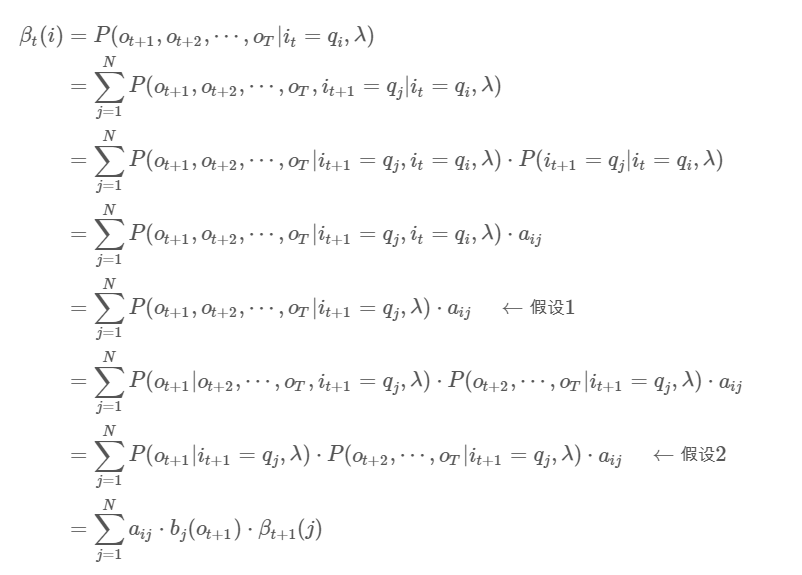 β_t(i) = P(o_{t+1}, o_{t+2}, ⋯, o_T | i_t = q_i, λ)
= ∑_{j=1}^{N} P(o_{t+1}, o_{t+2}, ⋯, o_T, i_{t+1} = q_j | i_t = q_i, λ)
= ∑_{j=1}^{N} P(o_{t+1}, o_{t+2}, ⋯, o_T | i_{t+1} = q_j, i_t = q_i, λ) · P(i_{t+1} = q_j | i_t = q_i, λ)
= ∑_{j=1}^{N} P(o_{t+1}, o_{t+2}, ⋯, o_T | i_{t+1} = q_j, i_t = q_i, λ) · a_{ij}
= ∑_{j=1}^{N} P(o_{t+1}, o_{t+2}, ⋯, o_T | i_{t+1} = q_j, λ) · a_{ij} ← 假设1
= ∑_{j=1}^{N} P(o_{t+1} | o_{t+2}, ⋯, o_T, i_{t+1} = q_j, λ) · P(o_{t+2}, ⋯, o_T | i_{t+1} = q_j, λ) · a_{ij}
= ∑_{j=1}^{N} P(o_{t+1} | i_{t+1} = q_j, λ) · P(o_{t+2}, ⋯, o_T | i_{t+1} = q_j, λ) · a_{ij} ← 假设2
= ∑_{j=1}^{N} a_{ij} · b_j(o_{t+1}) · β_{t+1}(j)